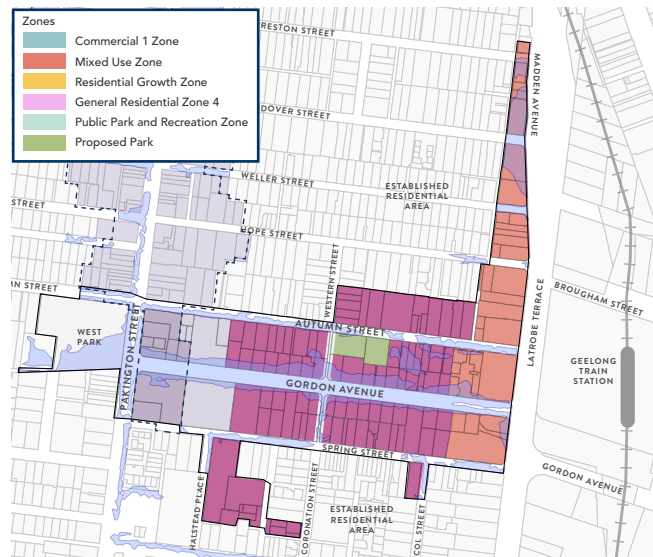 Zones
Commercial 1 Zone
Mixed Use Zone
Residential Growth Zone
General Residential Zone 4
Public Park and Recreation Zone
Proposed Park
RESTON STREET
MADDEN AVENUE
DOVER STREET
WELLER STREET
ESTABLISHED
RESIDENTIAL
AREA
STREET
HOPE STREET
WESTERN STREET
MN STREET
BROUGHAM STREET
LATROBE TERRACE
AUTUMN STREET
WEST
PARK
PAKINGTON STREET
GEELONG
TRAIN
STATION
GORDON AVENUE
SPRING STREET
GORDON AVENUE
HALSTEAD PLACE
CORONATION STREET
ESTABLISHED
RESIDENTIAL
AREA
COL STREET